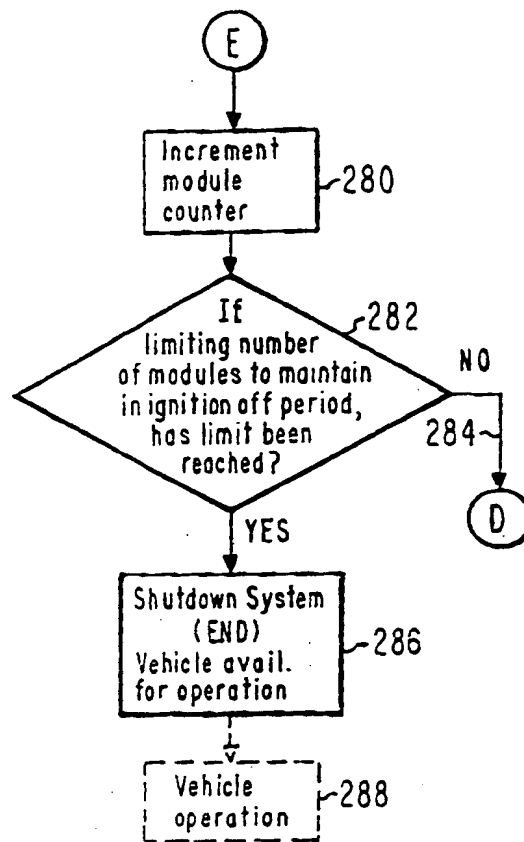 E
Increment
module
counter
280
If
limiting number
of modules to maintain
in ignition off period,
has limit been
reached?
282
NO
284
D
YES
Shutdown System
(END)
Vehicle avail.
for operation
286
Vehicle
operation
288